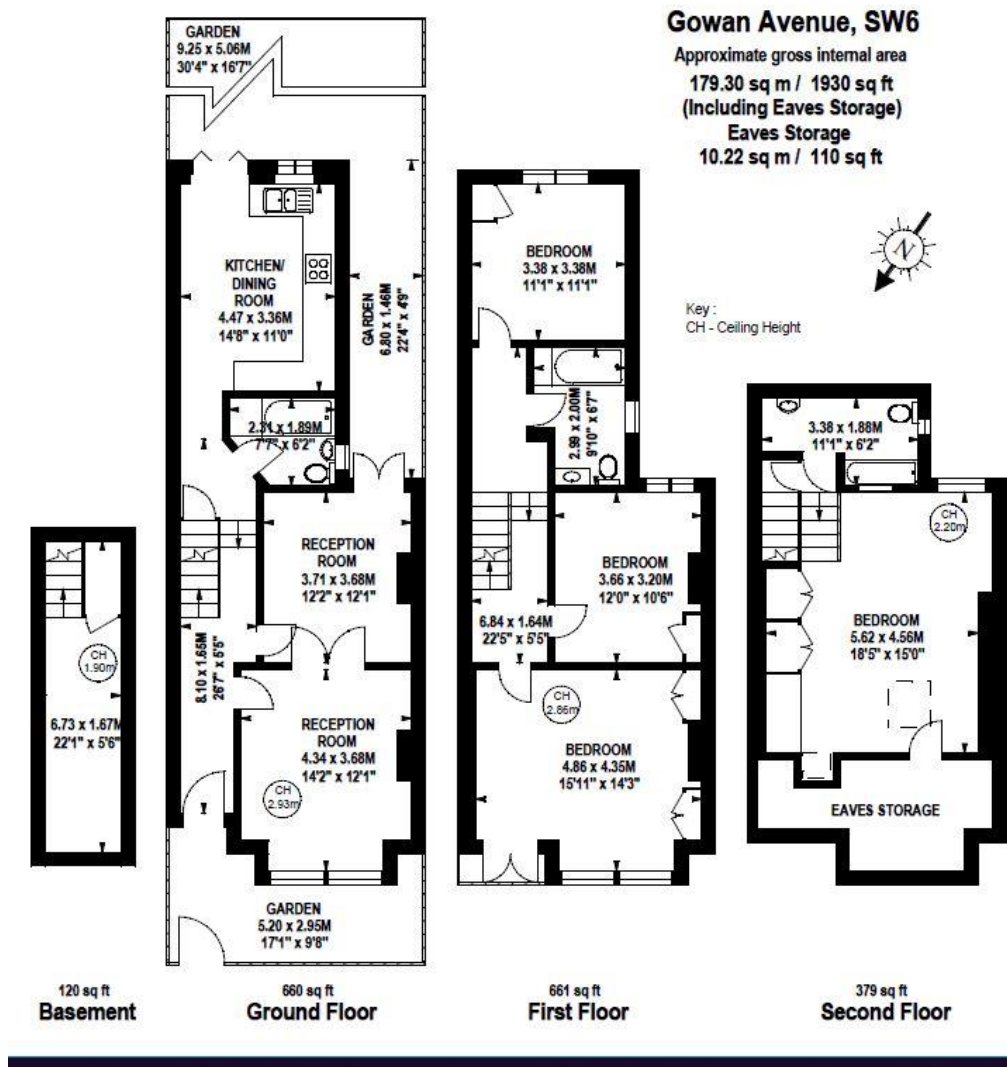 Gowan Avenue, SW6
Approximate gross internal area
179.30 sq m / 1930 sq ft
(Including Eaves Storage)
Eaves Storage
10.22 sq m / 110 sq ft
N
Key :
CH - Ceiling Height
CH
1.90m
6.73 x 1.67M
22'1" x 5'6"
120 sq ft
Basement
GARDEN
9.25 x 5.06M
30'4" x 16'7"
KITCHEN/
DINING
ROOM
4.47 x 3.36M
14'8" x 11'0"
GARDEN
6.80 x 1.46M
22'4" x 4'9"
2.31 x 1.89M
7'7" x 6'2"
RECEPTION
ROOM
3.71 x 3.68M
12'2" x 12'1"
8.10 x 1.65M
26'7" x 5'5"
RECEPTION
ROOM
4.34 x 3.68M
14'2" x 12'1"
CH
2.93m
GARDEN
5.20 x 2.95M
17'1" x 9'8"
660 sq ft
Ground Floor
BEDROOM
3.38 x 3.38M
11'1" x 11'1"
2.99 x 2.00M
9'10" x 6'7"
BEDROOM
3.66 x 3.20M
12'0" x 10'6"
6.84 x 1.64M
22'5" x 5'5"
CH
2.86m
BEDROOM
4.86 x 4.35M
15'11" x 14'3"
661 sq ft
First Floor
3.38 x 1.88M
11'1" x 6'2"
CH
2.20m
BEDROOM
5.62 x 4.56M
18'5" x 15'0"
EAVES STORAGE
379 sq ft
Second Floor